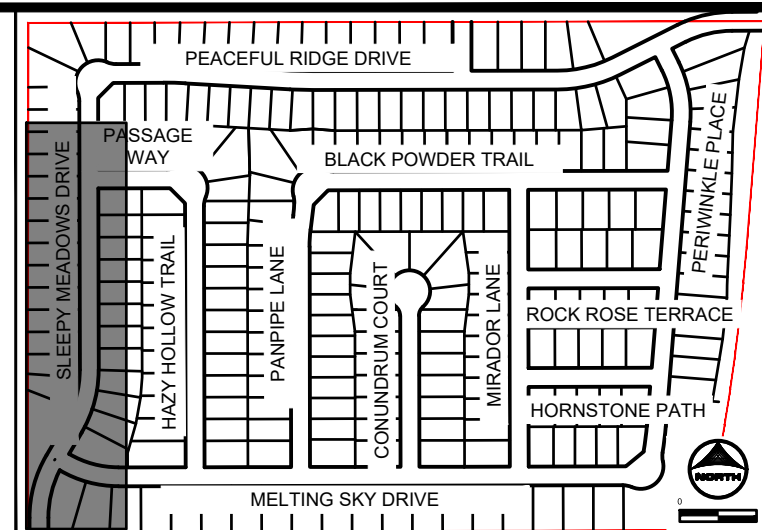 PEACEFUL RIDGE DRIVE
PASSAGE
WAY
BLACK POWDER TRAIL
PERIWINKLE PLACE
SLEEPY MEADOWS DRIVE
HAZY HOLLOW TRAIL
PANPIPE LANE
CONUNDRUM COURT
MIRADOR LANE
ROCK ROSE TERRACE
HORNSTONE PATH
NORTH
0
MELTING SKY DRIVE